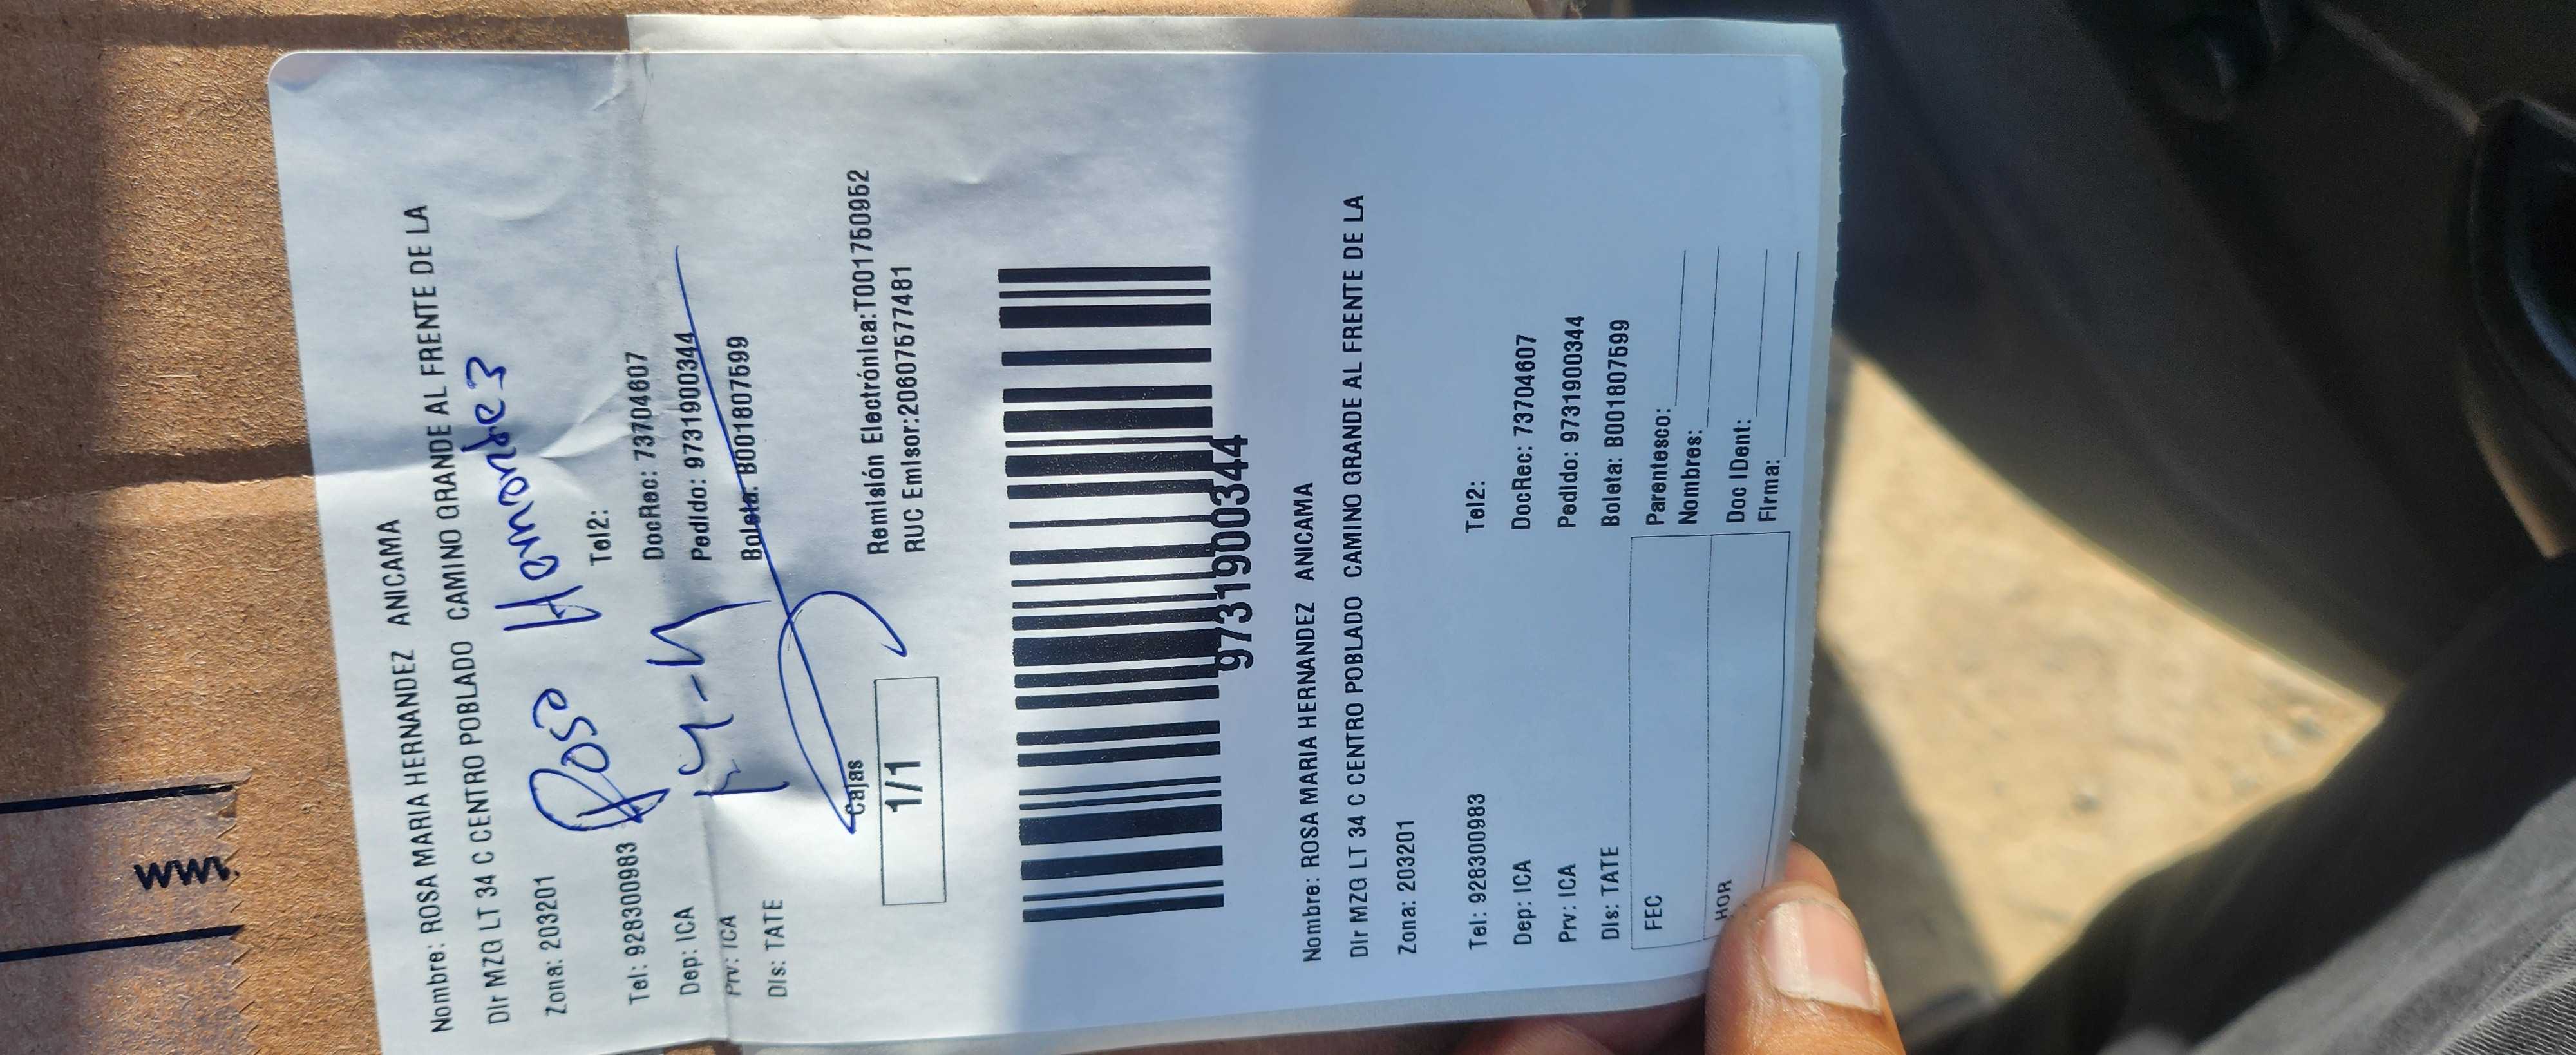 Nombre: ROSA MARIA HERNANDEZ ANICAMA
Dir MZG LT 34 C CENTRO POBLADO CAMINO GRANDE AL FRENTE DE LA
Rosa Hernandez
Zona: 203201
Tel: 928300983 Tel2:
Dep: ICA DocRec: 73704607
Prv: ICA Pedido: 9731900344
Dis: TATE Boleta: B001807599
Cajas
1/1
Remisión Electrónica:T001750952
RUC Emisor:20607577481
9731900344
Nombre: ROSA MARIA HERNANDEZ ANICAMA
Dir MZG LT 34 C CENTRO POBLADO CAMINO GRANDE AL FRENTE DE LA
Zona: 203201
Tel: 928300983 Tel2:
Dep: ICA DocRec: 73704607
Prv: ICA Pedido: 9731900344
Dis: TATE Boleta: B001807599
FEC
HOR
Parentesco:
Nombres:
Doc IDent:
Firma:
www.